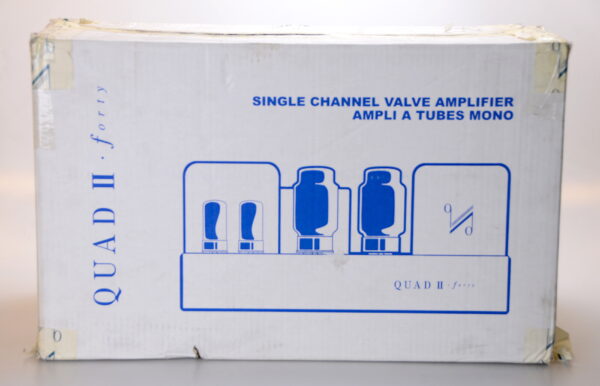 SINGLE CHANNEL VALVE AMPLIFIER
AMPLI A TUBES MONO
QUAD II · forty
QUAD II · forty